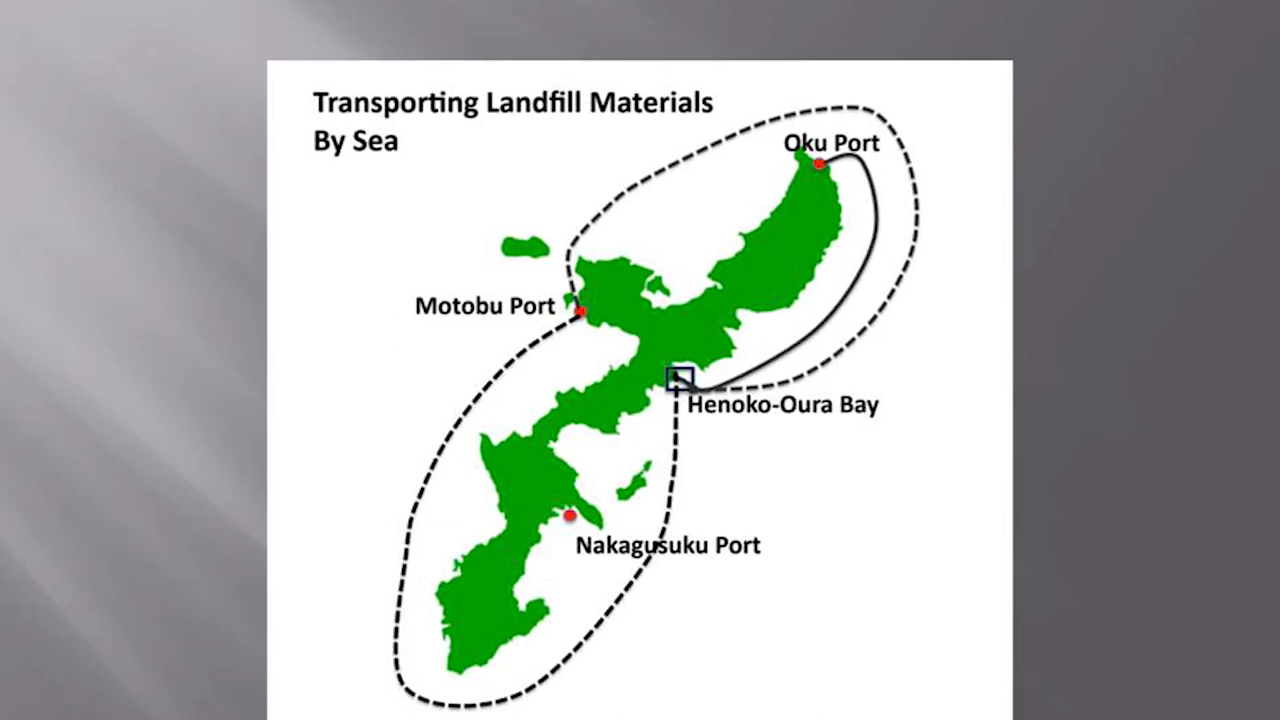 Transporting Landfill Materials
By Sea
Oku Port
Motobu Port
Henoko-Oura Bay
Nakagusuku Port